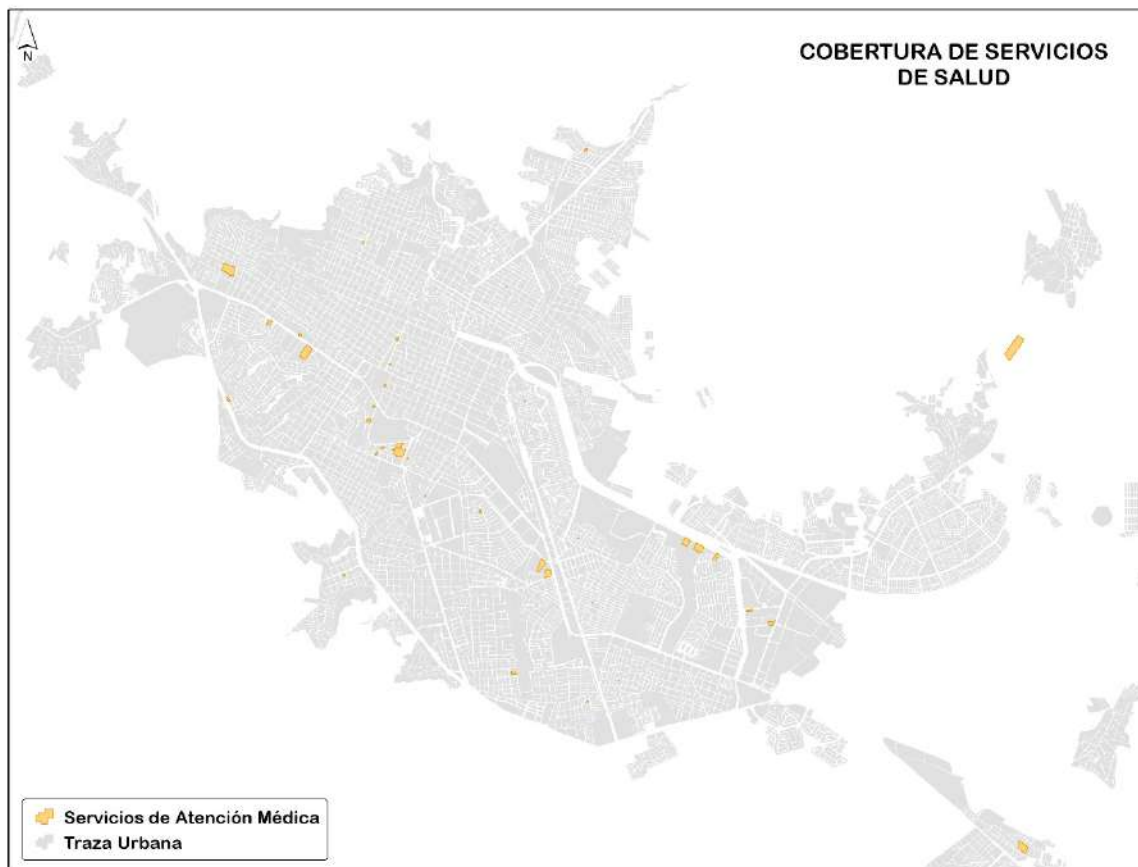 N
COBERTURA DE SERVICIOS
DE SALUD
Servicios de Atención Médica
Traza Urbana